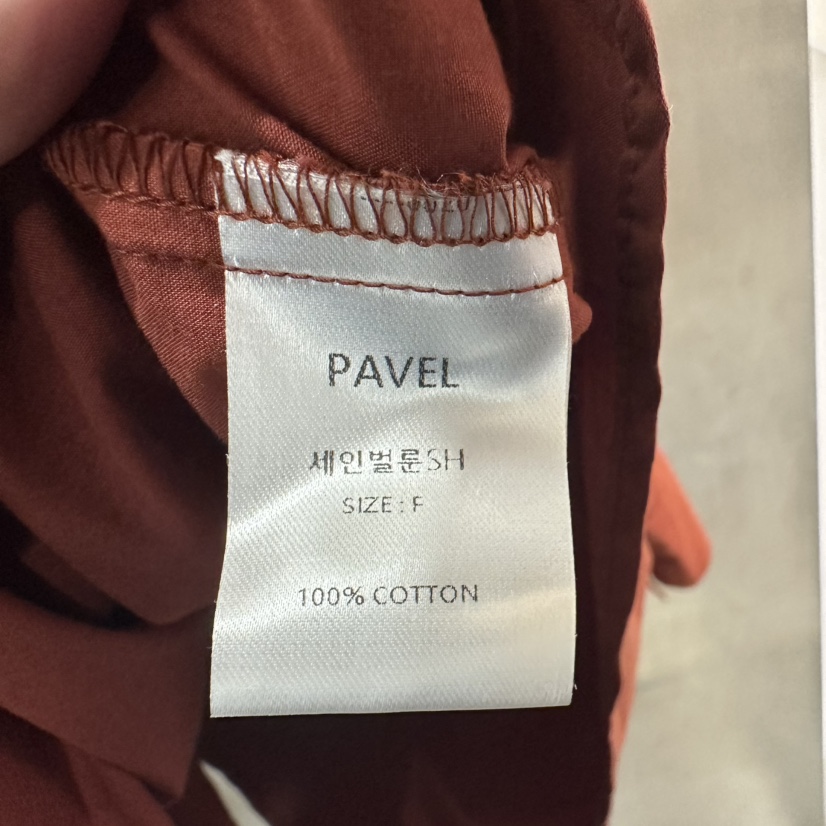 PAVEL
세인벌룬SH
SIZE : F
100% COTTON